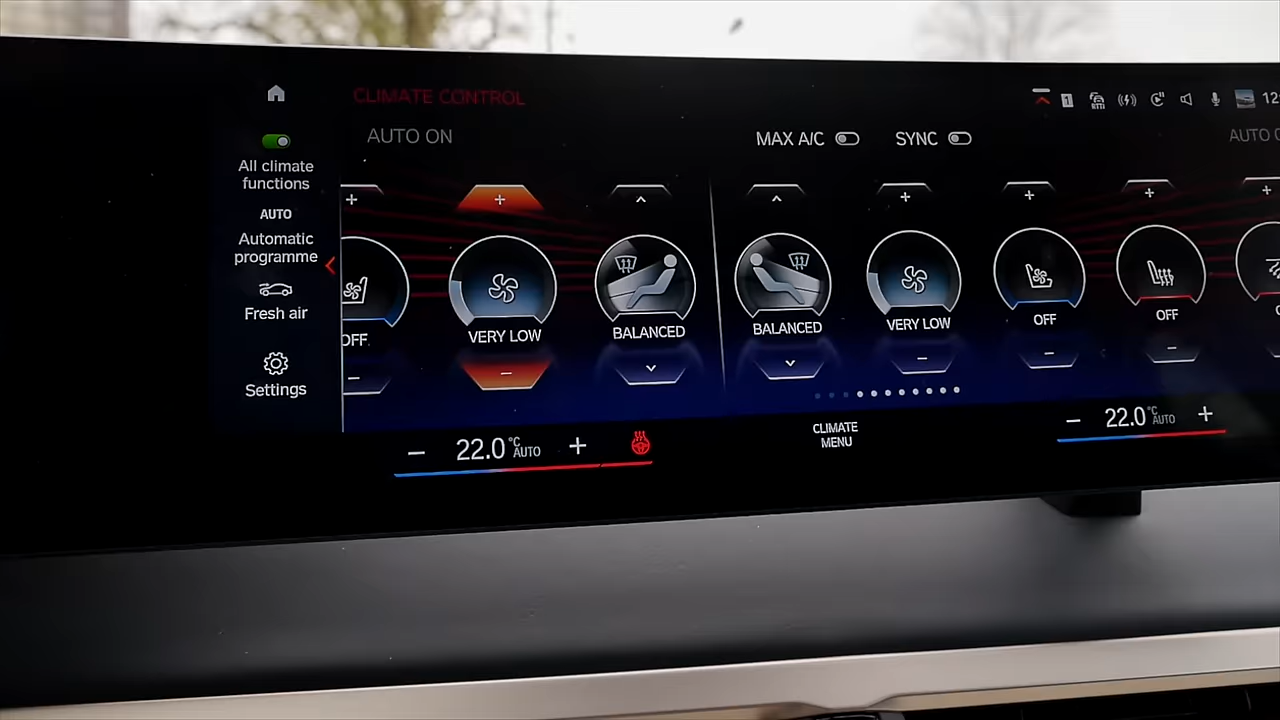 CLIMATE CONTROL
AUTO ON
MAX A/C
SYNC
All climate
functions
AUTO
Automatic
programme
Fresh air
Settings
VERY LOW
BALANCED
BALANCED
VERY LOW
OFF
OFF
22.0 °C AUTO
CLIMATE
MENU
22.0 °C AUTO